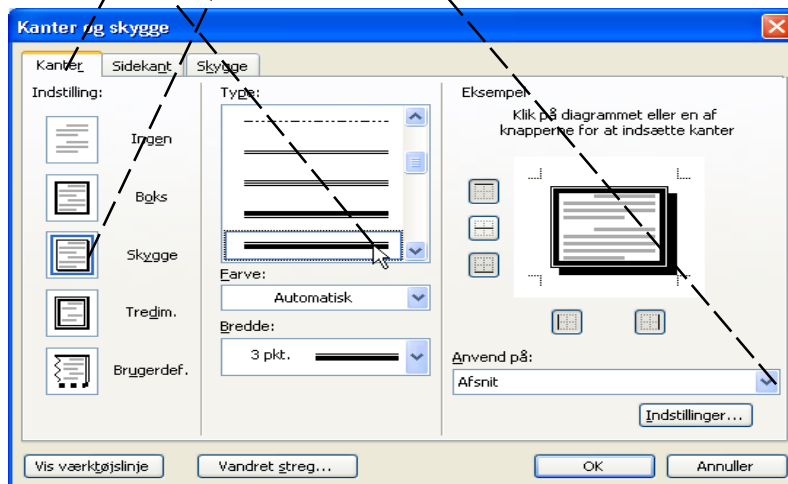 Kanter og skygge
Kanter
Sidekant
Skygge
Indstilling:
Ingen
Boks
Skygge
Tredim.
Brugerdef.
Type:
Farve:
Automatisk
Bredde:
3 pkt.
Eksempel
Klik på diagrammet eller en af
knapperne for at indsætte kanter
Anvend på:
Afsnit
Indstillinger...
Vis værktøjslinje
Vandret streg...
OK
Annuller